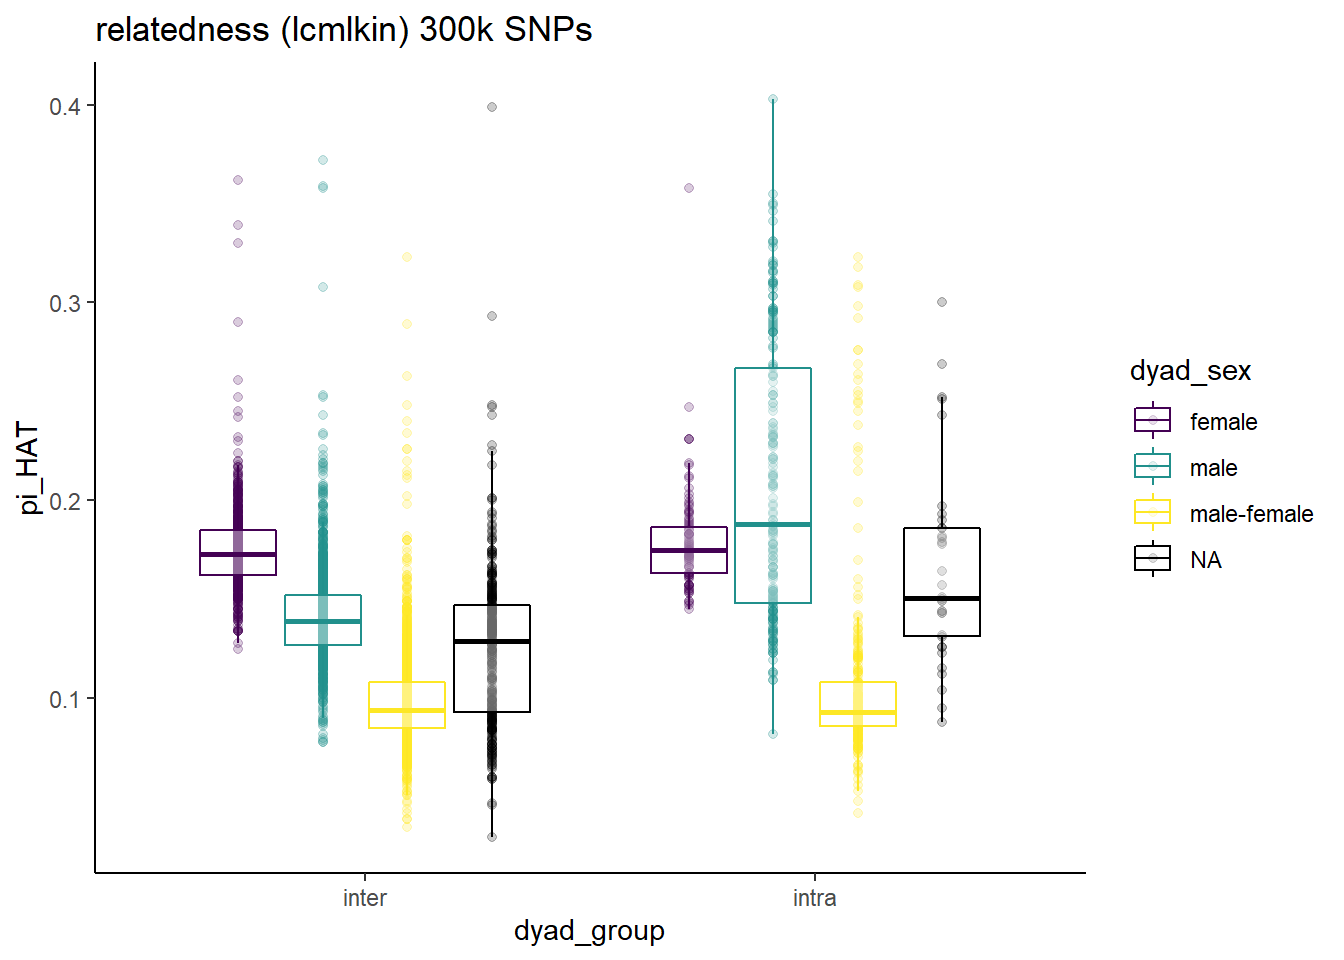 relatedness (lcmlkin) 300k SNPs
0.4
0.3
0.2
0.1
pi_HAT
inter
intra
dyad_group
dyad_sex
female
male
male-female
NA